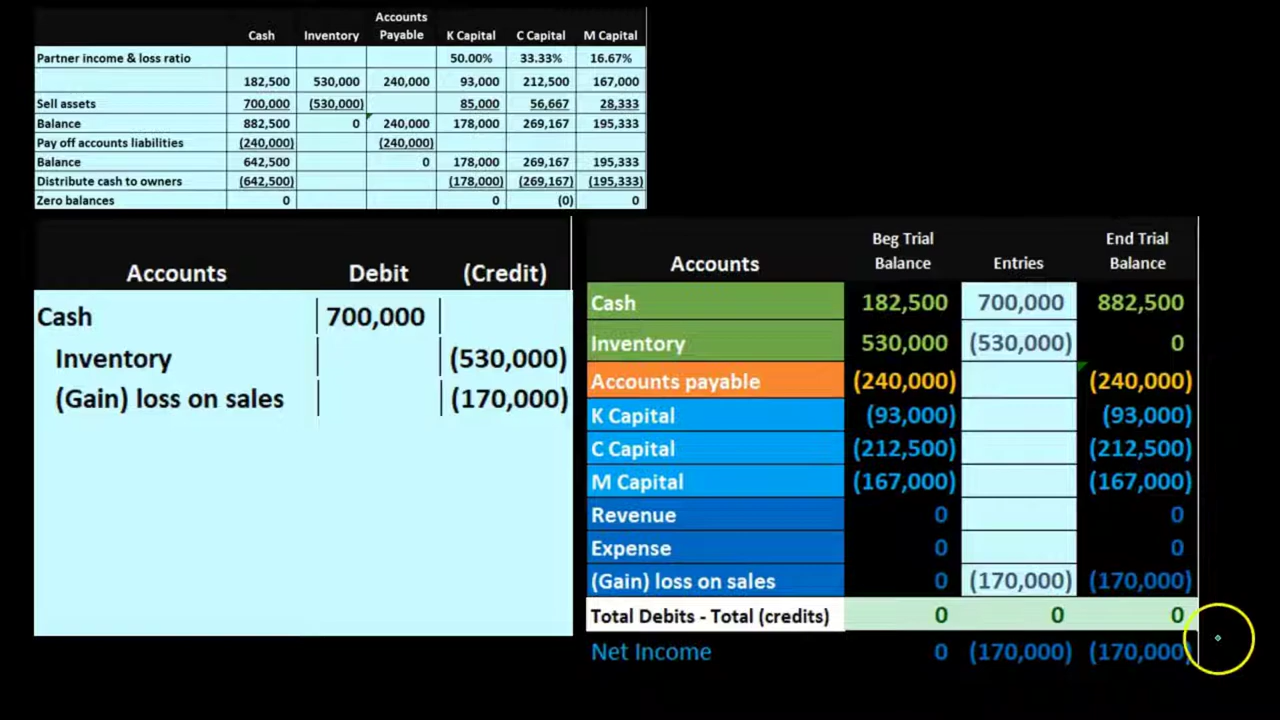 Cash Inventory Accounts Payable K Capital C Capital M Capital
Partner income & loss ratio 50.00% 33.33% 16.67%
182,500 530,000 240,000 93,000 212,500 167,000
Sell assets 700,000 (530,000) 85,000 56,667 28,333
Balance 882,500 0 240,000 178,000 269,167 195,333
Pay off accounts liabilities (240,000) (240,000)
Balance 642,500 0 178,000 269,167 195,333
Distribute cash to owners (642,500) (178,000) (269,167) (195,333)
Zero balances 0 0 (0) 0
Accounts Debit (Credit)
Cash 700,000
Inventory (530,000)
(Gain) loss on sales (170,000)
Accounts Beg Trial Balance Entries End Trial Balance
Cash 182,500 700,000 882,500
Inventory 530,000 (530,000) 0
Accounts payable (240,000) (240,000)
K Capital (93,000) (93,000)
C Capital (212,500) (212,500)
M Capital (167,000) (167,000)
Revenue 0 0
Expense 0 0
(Gain) loss on sales 0 (170,000) (170,000)
Total Debits - Total (credits) 0 0 0
Net Income 0 (170,000) (170,000)